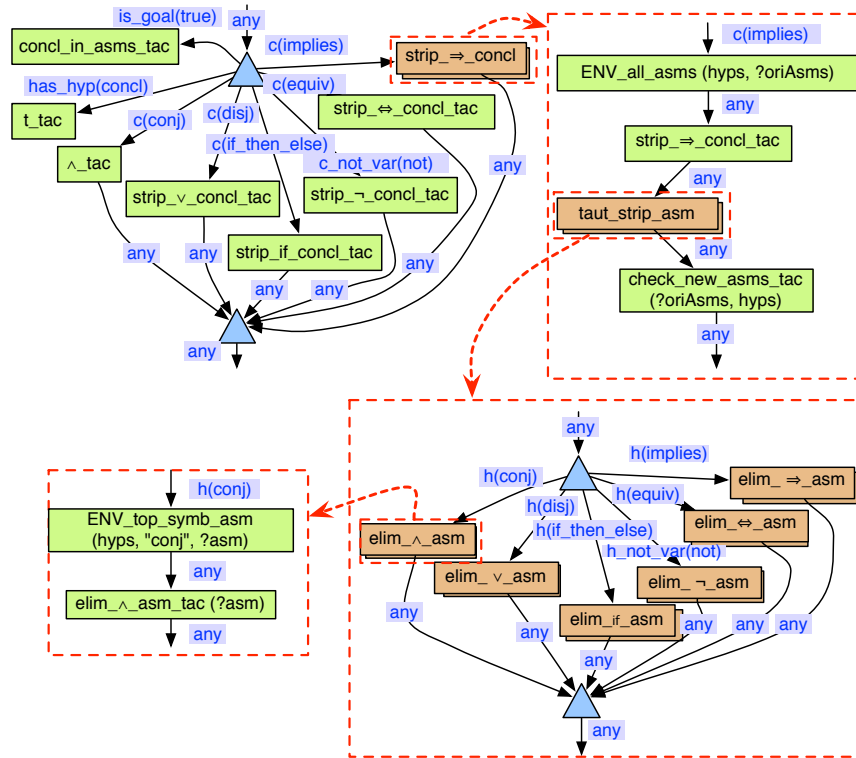 any
is_goal(true)
concl_in_asms_tac
c(implies)
strip_⇒_concl
has_hyp(concl)
c(equiv)
t_tac
c(conj)
c(disj)
strip_⇔_concl_tac
c(if_then_else)
any
∧_tac
c_not_var(not)
strip_∨_concl_tac
strip_¬_concl_tac
strip_if_concl_tac
any
any
any
any
any
any
c(implies)
ENV_all_asms (hyps, ?oriAsms)
any
strip_⇒_concl_tac
any
taut_strip_asm
any
check_new_asms_tac
(?oriAsms, hyps)
any
h(conj)
ENV_top_symb_asm
(hyps, "conj", ?asm)
any
elim_∧_asm_tac (?asm)
any
any
h(implies)
h(conj)
elim_ ⇒_asm
h(equiv)
h(disj)
elim_∧_asm
h(if_then_else)
elim_⇔_asm
h_not_var(not)
elim_ ∨_asm
elim_ ¬_asm
elim_if_asm
any
any
any
any
any
any
any